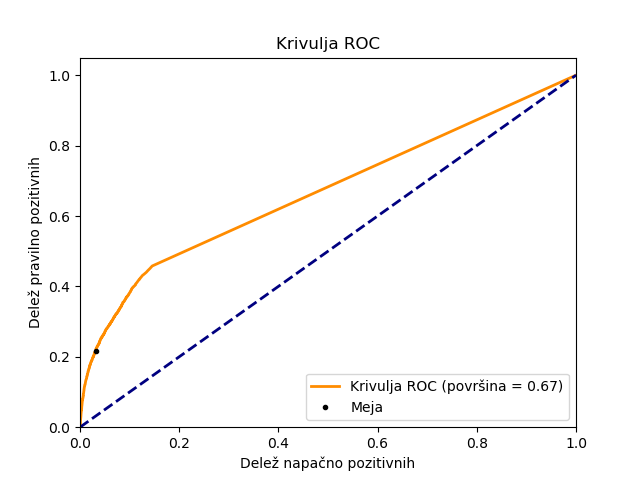 Krivulja ROC
Delež pravilno pozitivnih
1.0
0.8
0.6
0.4
0.2
0.0
0.0 0.2 0.4 0.6 0.8 1.0
Delež napačno pozitivnih
Krivulja ROC (površina = 0.67)
Meja